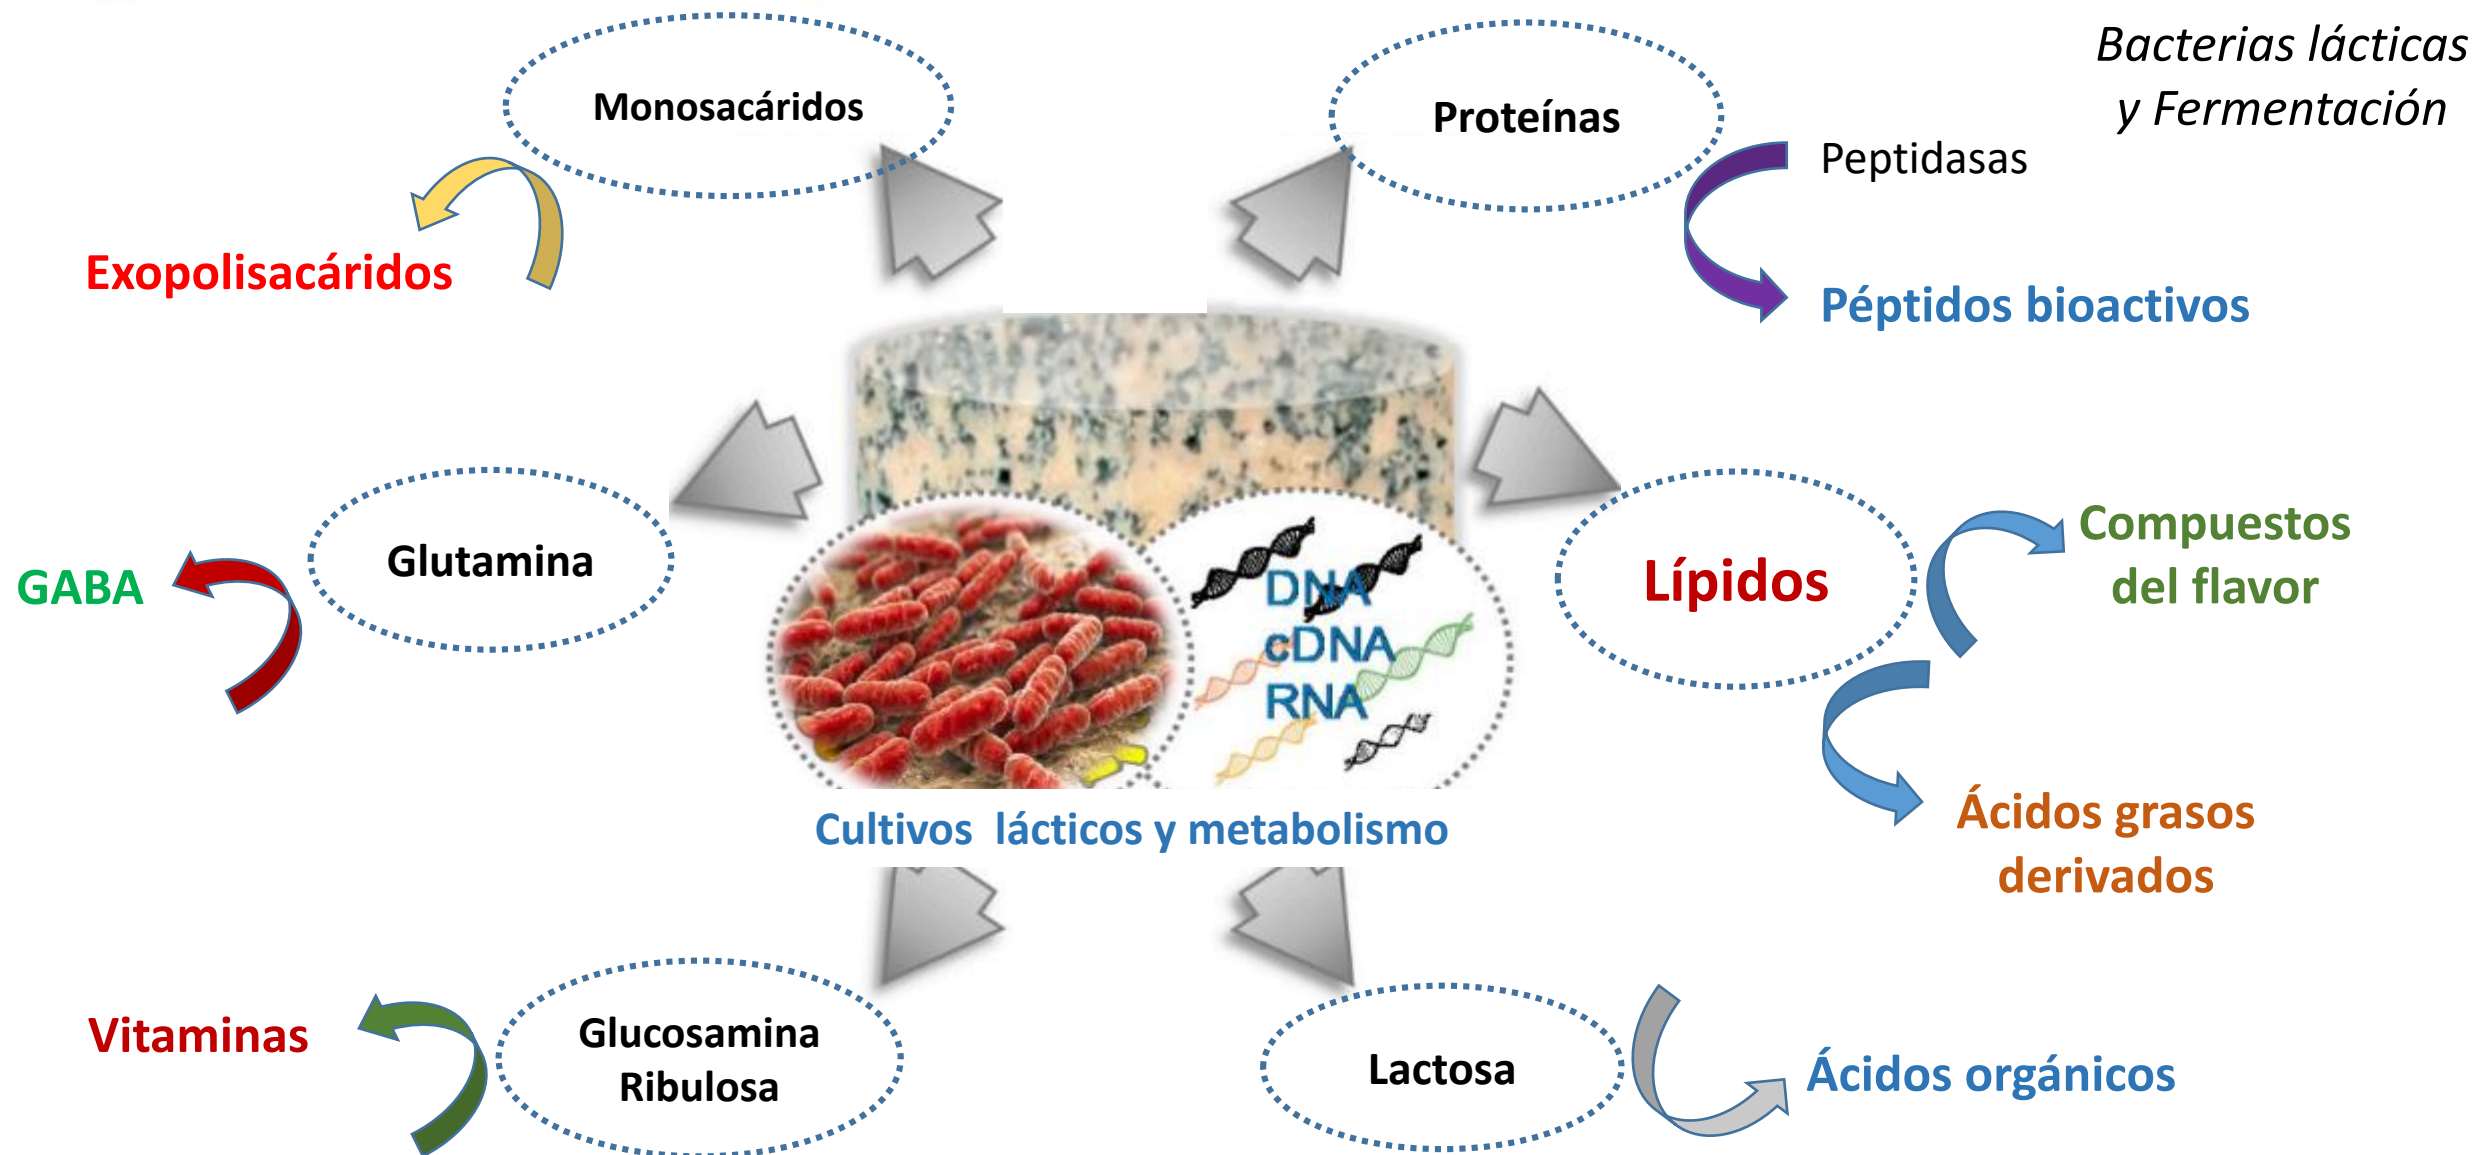 Bacterias lácticas
y Fermentación
Monosacáridos
Proteínas
Peptidasas
Exopolisacáridos
Péptidos bioactivos
Glutamina
GABA
DNA
cDNA
RNA
Lípidos
Compuestos
del flavor
Ácidos grasos
derivados
Cultivos  lácticos y metabolismo
Vitaminas
Glucosamina
Ribulosa
Lactosa
Ácidos orgánicos